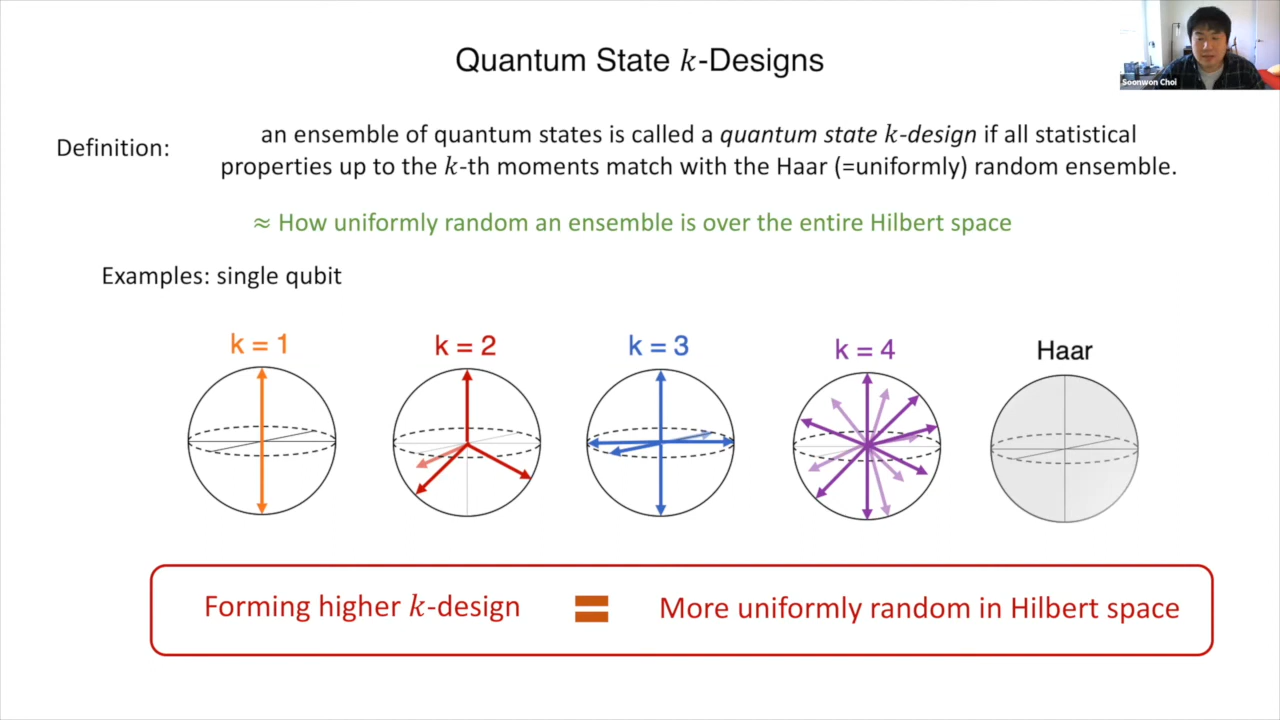 Quantum State k-Designs
Soonwon Choi
Definition:
an ensemble of quantum states is called a quantum state k-design if all statistical
properties up to the k-th moments match with the Haar (=uniformly) random ensemble.
≈ How uniformly random an ensemble is over the entire Hilbert space
Examples: single qubit
k = 1
k = 2
k = 3
k = 4
Haar
Forming higher k-design = More uniformly random in Hilbert space